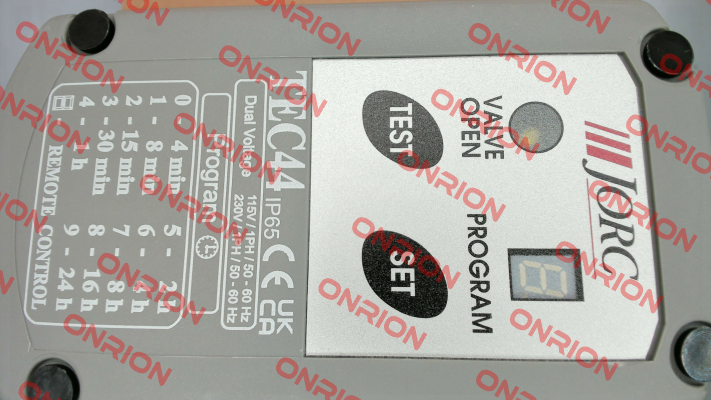 JORC
VALVE
OPEN
PROGRAM
TEST
SET
TEC44 IP65 CE UK
CA
Dual Voltage 115V / 1PH / 50 - 60 Hz
230V / 1PH / 50 - 60 Hz
Program
0 - 4 min
1 - 8 min
2 - 15 min
3 - 30 min
4 - 1 h
5 - 2 h
6 - h
7 - 8 h
8 - 16 h
9 - 24 h
REMOTE CONTROL
ONRION